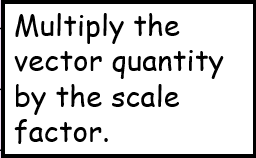 Multiply the
vector quantity
by the scale
factor.